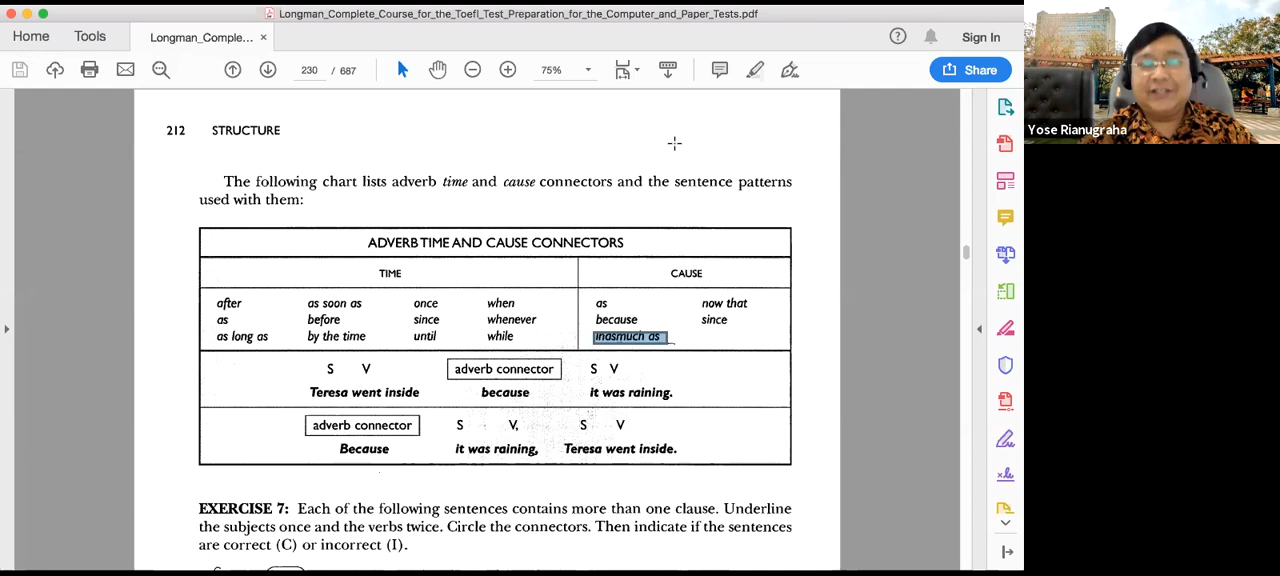 Longman_Complete_Course_for_the_Toefl_Test_Preparation_for_the_Computer_and_Paper_Tests.pdf
Home Tools Longman_Comple... × Sign In
230 / 687 75% Share
Yose Rianugraha
212 STRUCTURE
The following chart lists adverb time and cause connectors and the sentence patterns
used with them:
ADVERB TIME AND CAUSE CONNECTORS
TIME CAUSE
after as soon as once when as now that
as before since whenever because since
as long as by the time until while inasmuch as
S V adverb connector S V
Teresa went inside because it was raining.
adverb connector S V, S V
Because it was raining, Teresa went inside.
EXERCISE 7: Each of the following sentences contains more than one clause. Underline
the subjects once and the verbs twice. Circle the connectors. Then indicate if the sentences
are correct (C) or incorrect (I).